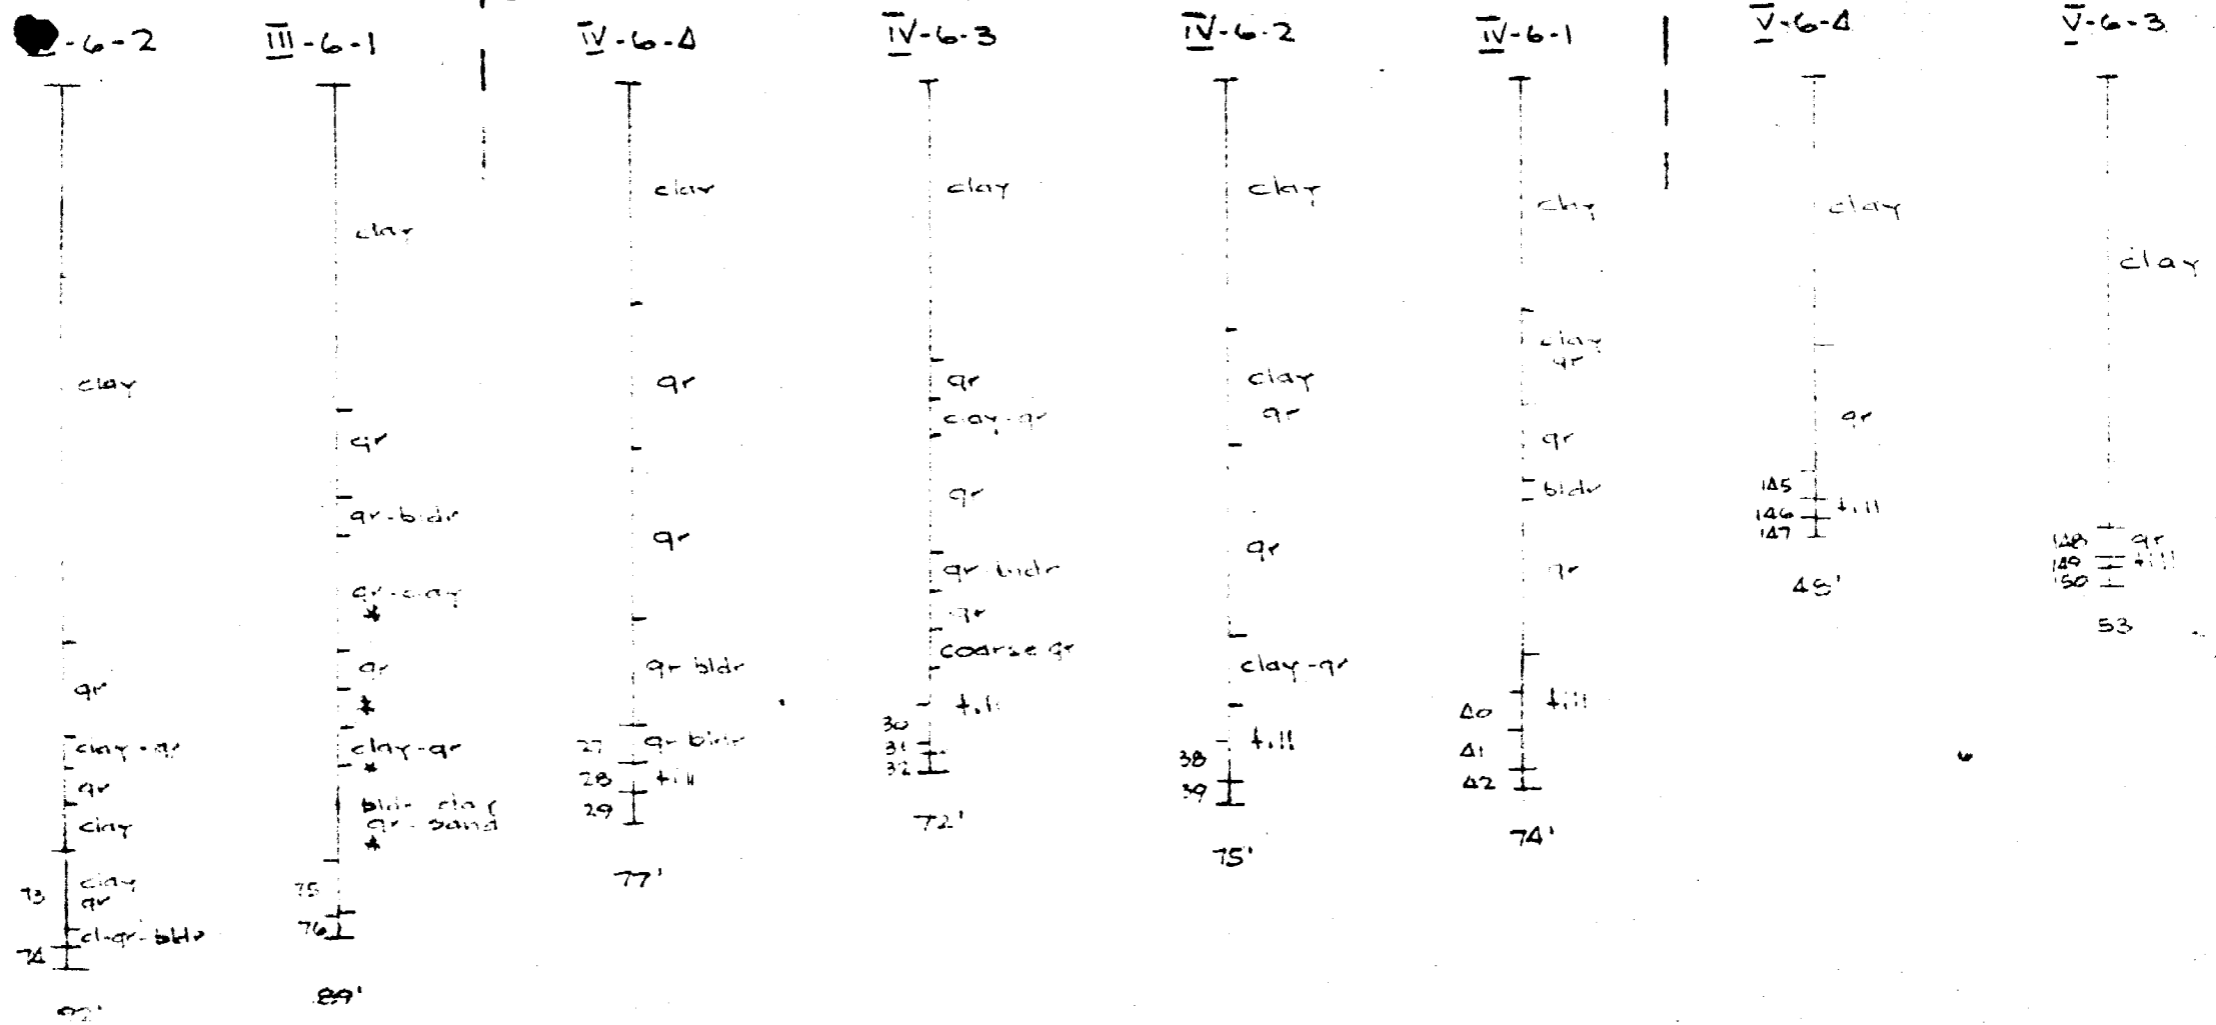 -6-2
clay
gr
clay-gr
gr
clay
73
clay
gr
cl-gr-bldr
74
92'
III-6-1
clay
gr
gr-bldr
gr-clay
*
gr
*
clay-gr
*
bldr-clay
gr-sand
*
75
76
89'
IV-6-4
clay
gr
gr
gr bldr
27 gr bldr
28 till
29
77'
IV-6-3
clay
gr
clay-gr
gr
gr-bldr
gr
coarse gr
till
30
31
32
72'
IV-6-2
clay
clay
gr
gr
clay-gr
till
38
39
75'
IV-6-1
clay
clay
gr
gr
bldr
gr
till
40
41
42
74'
V-6-4
clay
gr
145
146 till
147
48'
V-6-3
clay
148 gr
149 till
150
53